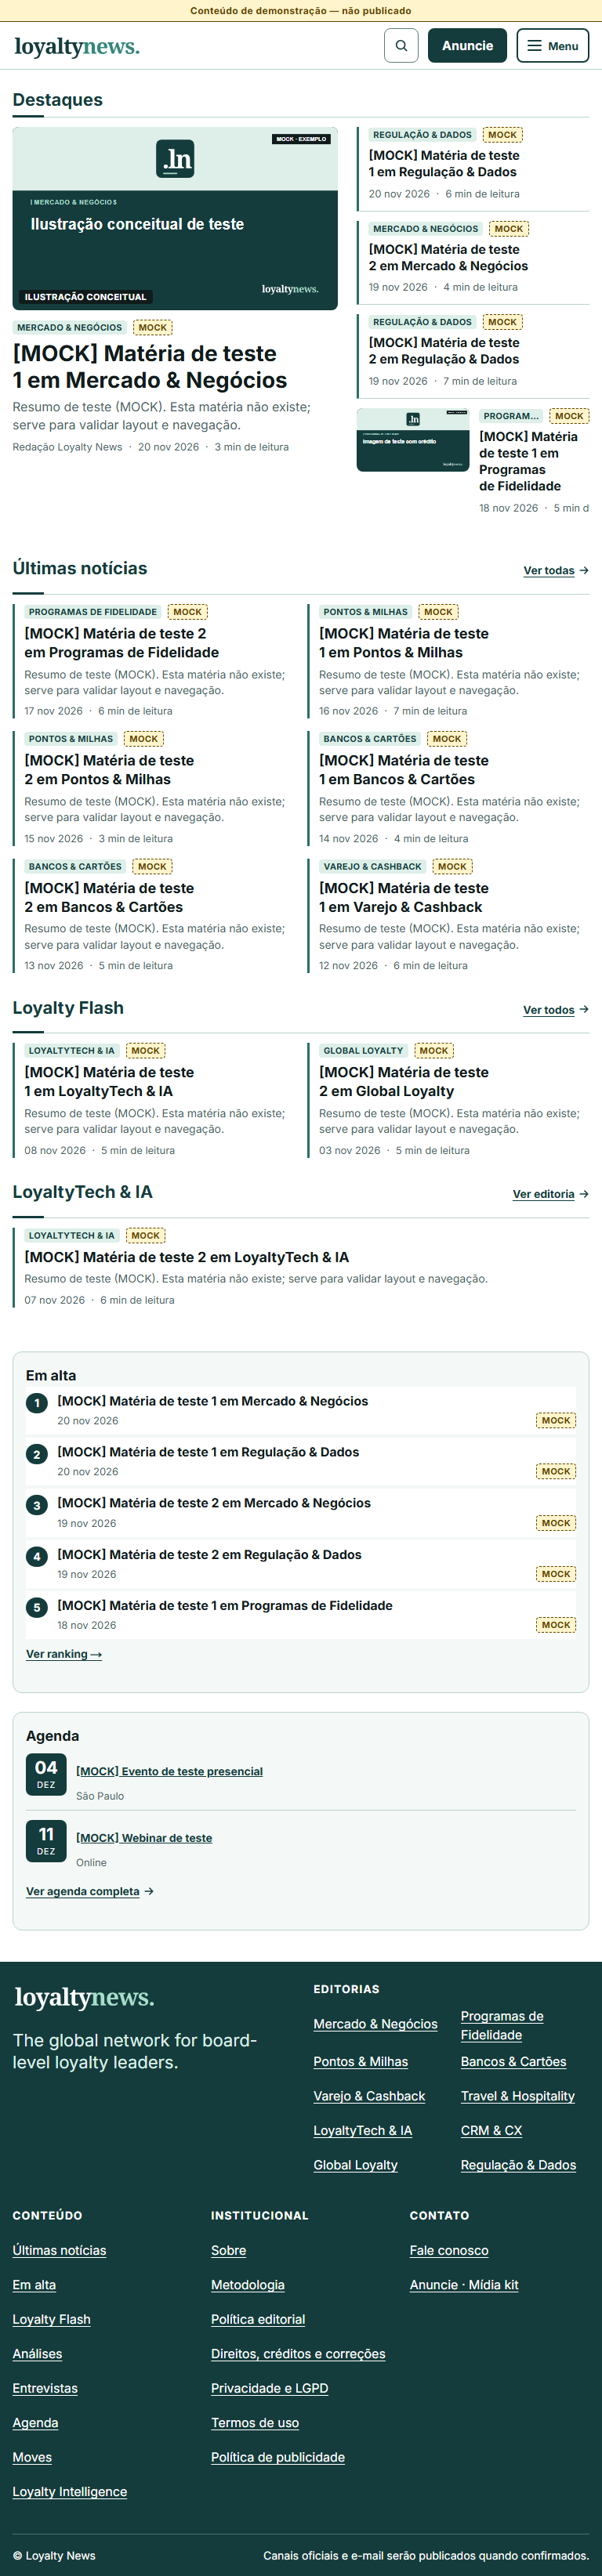 Conteúdo de demonstração — não publicado
loyaltynews.
Anuncie
Menu
Destaques
MOCK · EXEMPLO
.ln
| MERCADO & NEGÓCIOS
Ilustração conceitual de teste
loyaltynews.
ILUSTRAÇÃO CONCEITUAL
MERCADO & NEGÓCIOS MOCK
[MOCK] Matéria de teste
1 em Mercado & Negócios
Resumo de teste (MOCK). Esta matéria não existe;
serve para validar layout e navegação.
Redação Loyalty News · 20 nov 2026 · 3 min de leitura
REGULAÇÃO & DADOS MOCK
[MOCK] Matéria de teste
1 em Regulação & Dados
20 nov 2026 · 6 min de leitura
MERCADO & NEGÓCIOS MOCK
[MOCK] Matéria de teste
2 em Mercado & Negócios
19 nov 2026 · 4 min de leitura
REGULAÇÃO & DADOS MOCK
[MOCK] Matéria de teste
2 em Regulação & Dados
19 nov 2026 · 7 min de leitura
.ln
Imagem de teste sem crédito
loyaltynews.
PROGRAM... MOCK
[MOCK] Matéria
de teste 1 em
Programas
de Fidelidade
18 nov 2026 · 5 min d
Últimas notícias
Ver todas →
PROGRAMAS DE FIDELIDADE MOCK
[MOCK] Matéria de teste 2
em Programas de Fidelidade
Resumo de teste (MOCK). Esta matéria não existe;
serve para validar layout e navegação.
17 nov 2026 · 6 min de leitura
PONTOS & MILHAS MOCK
[MOCK] Matéria de teste
1 em Pontos & Milhas
Resumo de teste (MOCK). Esta matéria não existe;
serve para validar layout e navegação.
16 nov 2026 · 7 min de leitura
PONTOS & MILHAS MOCK
[MOCK] Matéria de teste
2 em Pontos & Milhas
Resumo de teste (MOCK). Esta matéria não existe;
serve para validar layout e navegação.
15 nov 2026 · 3 min de leitura
BANCOS & CARTÕES MOCK
[MOCK] Matéria de teste
1 em Bancos & Cartões
Resumo de teste (MOCK). Esta matéria não existe;
serve para validar layout e navegação.
14 nov 2026 · 4 min de leitura
BANCOS & CARTÕES MOCK
[MOCK] Matéria de teste
2 em Bancos & Cartões
Resumo de teste (MOCK). Esta matéria não existe;
serve para validar layout e navegação.
13 nov 2026 · 5 min de leitura
VAREJO & CASHBACK MOCK
[MOCK] Matéria de teste
1 em Varejo & Cashback
Resumo de teste (MOCK). Esta matéria não existe;
serve para validar layout e navegação.
12 nov 2026 · 6 min de leitura
Loyalty Flash
Ver todos →
LOYALTYTECH & IA MOCK
[MOCK] Matéria de teste
1 em LoyaltyTech & IA
Resumo de teste (MOCK). Esta matéria não existe;
serve para validar layout e navegação.
08 nov 2026 · 5 min de leitura
GLOBAL LOYALTY MOCK
[MOCK] Matéria de teste
2 em Global Loyalty
Resumo de teste (MOCK). Esta matéria não existe;
serve para validar layout e navegação.
03 nov 2026 · 5 min de leitura
LoyaltyTech & IA
Ver editoria →
LOYALTYTECH & IA MOCK
[MOCK] Matéria de teste 2 em LoyaltyTech & IA
Resumo de teste (MOCK). Esta matéria não existe; serve para validar layout e navegação.
07 nov 2026 · 6 min de leitura
Em alta
1 [MOCK] Matéria de teste 1 em Mercado & Negócios
20 nov 2026 MOCK
2 [MOCK] Matéria de teste 1 em Regulação & Dados
20 nov 2026 MOCK
3 [MOCK] Matéria de teste 2 em Mercado & Negócios
19 nov 2026 MOCK
4 [MOCK] Matéria de teste 2 em Regulação & Dados
19 nov 2026 MOCK
5 [MOCK] Matéria de teste 1 em Programas de Fidelidade
18 nov 2026 MOCK
Ver ranking →
Agenda
04
DEZ
[MOCK] Evento de teste presencial
São Paulo
11
DEZ
[MOCK] Webinar de teste
Online
Ver agenda completa →
loyaltynews.
The global network for board-
level loyalty leaders.
EDITORIAS
Mercado & Negócios
Programas de
Fidelidade
Pontos & Milhas
Bancos & Cartões
Varejo & Cashback
Travel & Hospitality
LoyaltyTech & IA
CRM & CX
Global Loyalty
Regulação & Dados
CONTEÚDO
Últimas notícias
Em alta
Loyalty Flash
Análises
Entrevistas
Agenda
Moves
Loyalty Intelligence
INSTITUCIONAL
Sobre
Metodologia
Política editorial
Direitos, créditos e correções
Privacidade e LGPD
Termos de uso
Política de publicidade
CONTATO
Fale conosco
Anuncie · Mídia kit
© Loyalty News
Canais oficiais e e-mail serão publicados quando confirmados.